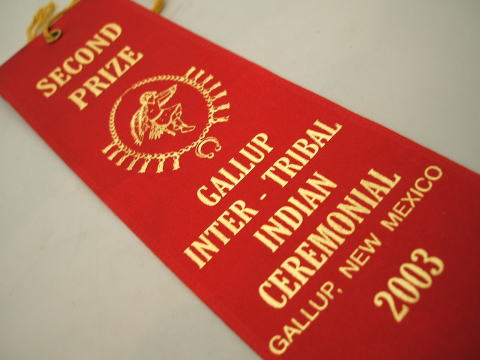 SECOND
PRIZE
GALLUP
INTER - TRIBAL
INDIAN
CEREMONIAL
GALLUP, NEW MEXICO
2003